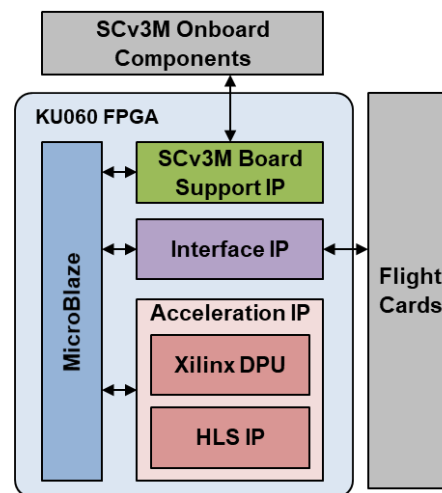 SCv3M Onboard
Components
KU060 FPGA
SCv3M Board
Support IP
MicroBlaze
Interface IP
Flight
Cards
Acceleration IP
Xilinx DPU
HLS IP